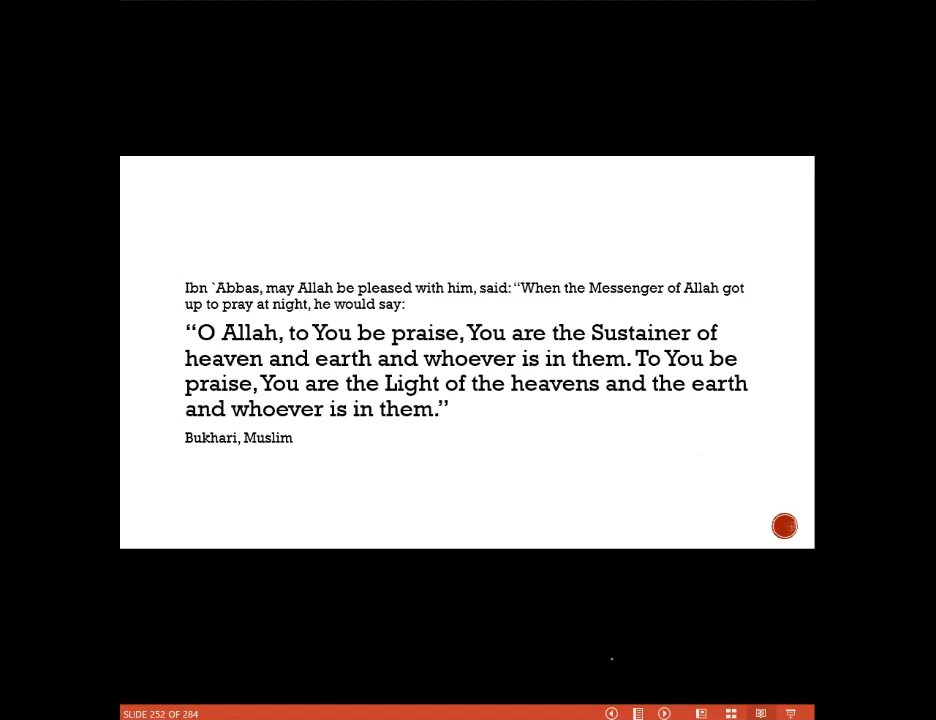 Ibn `Abbas, may Allah be pleased with him, said: “When the Messenger of Allah got
up to pray at night, he would say:
“O Allah, to You be praise, You are the Sustainer of
heaven and earth and whoever is in them. To You be
praise, You are the Light of the heavens and the earth
and whoever is in them.”
Bukhari, Muslim
SLIDE 252 OF 284